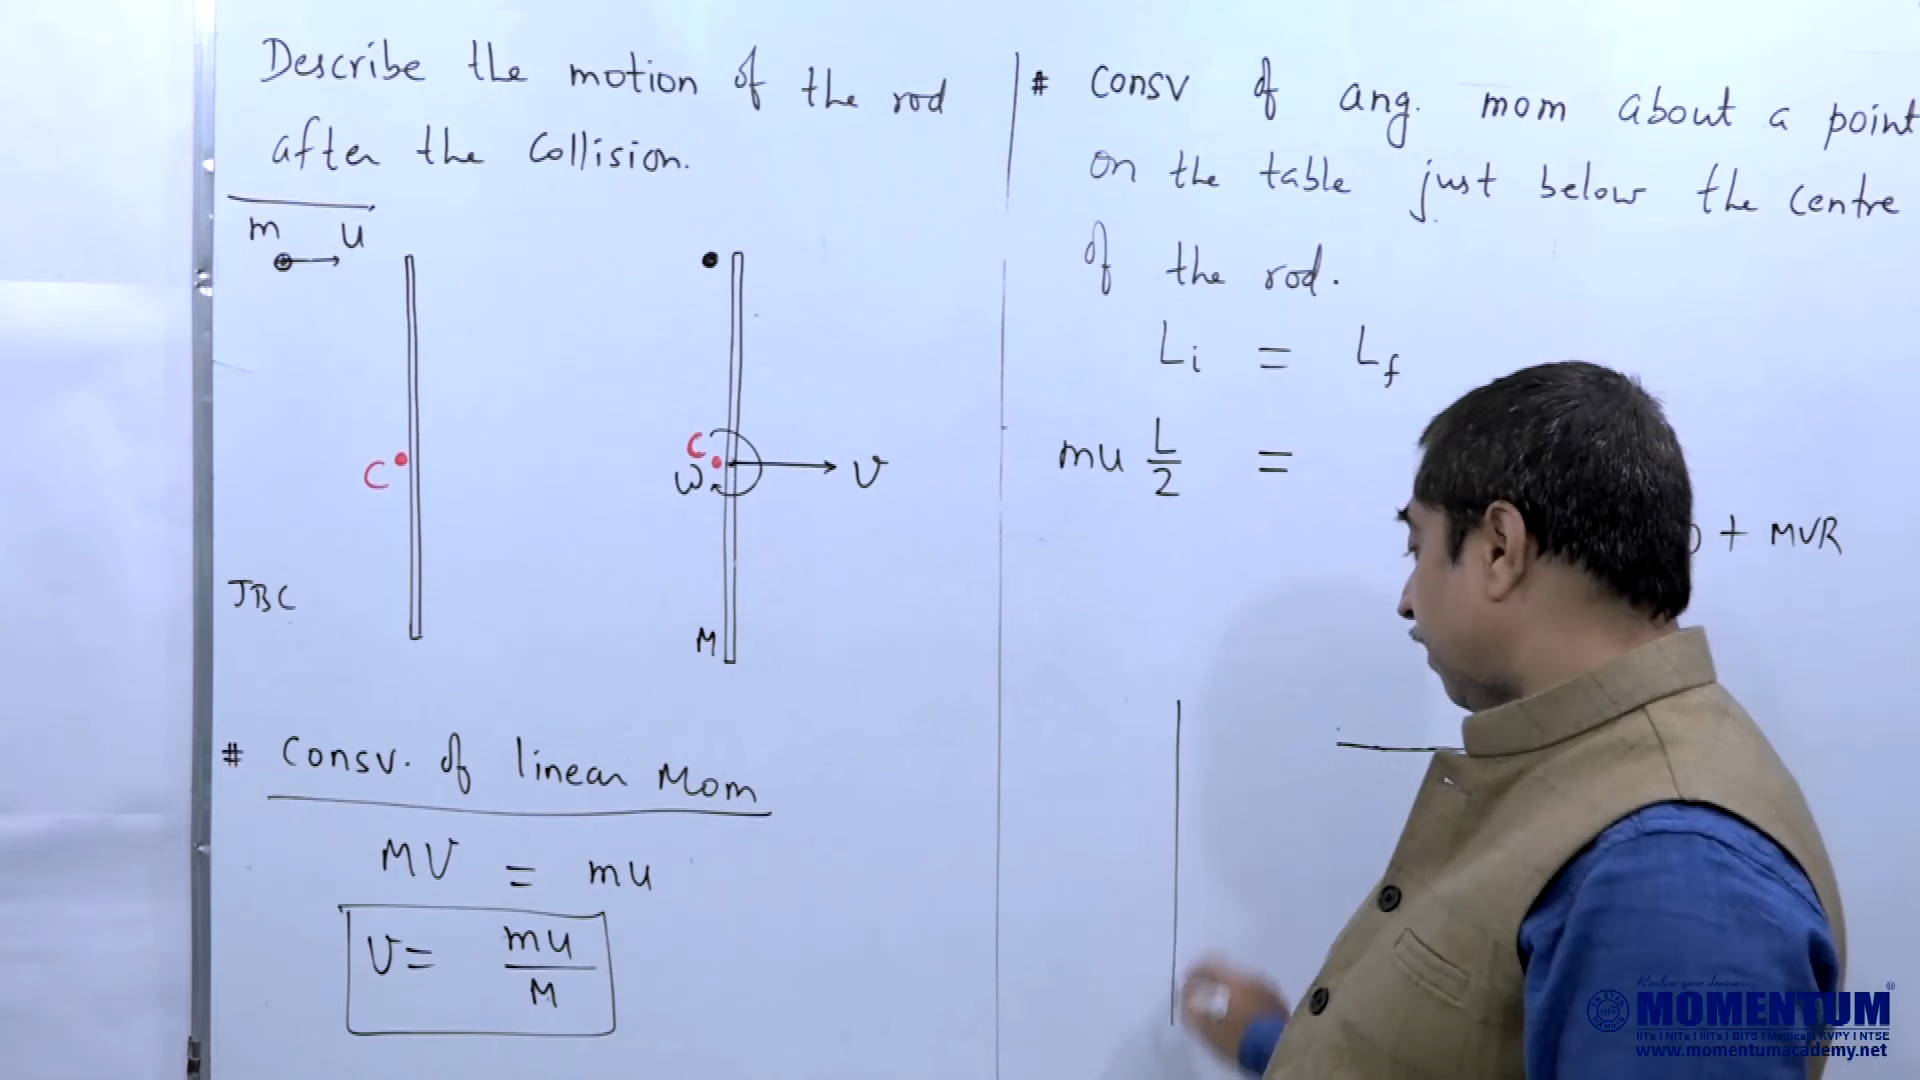 Describe the motion of the rod
after the Collision.
m u
C
JBC
C
ω
V
M
# Consv. of linear Mom
MV = mu
V = mu/M
# Consv of ang. mom about a point
on the table just below the centre
of the rod.
Li = Lf
mu L/2 =
+ MVR
MOMENTUM
www.momentumacademy.net